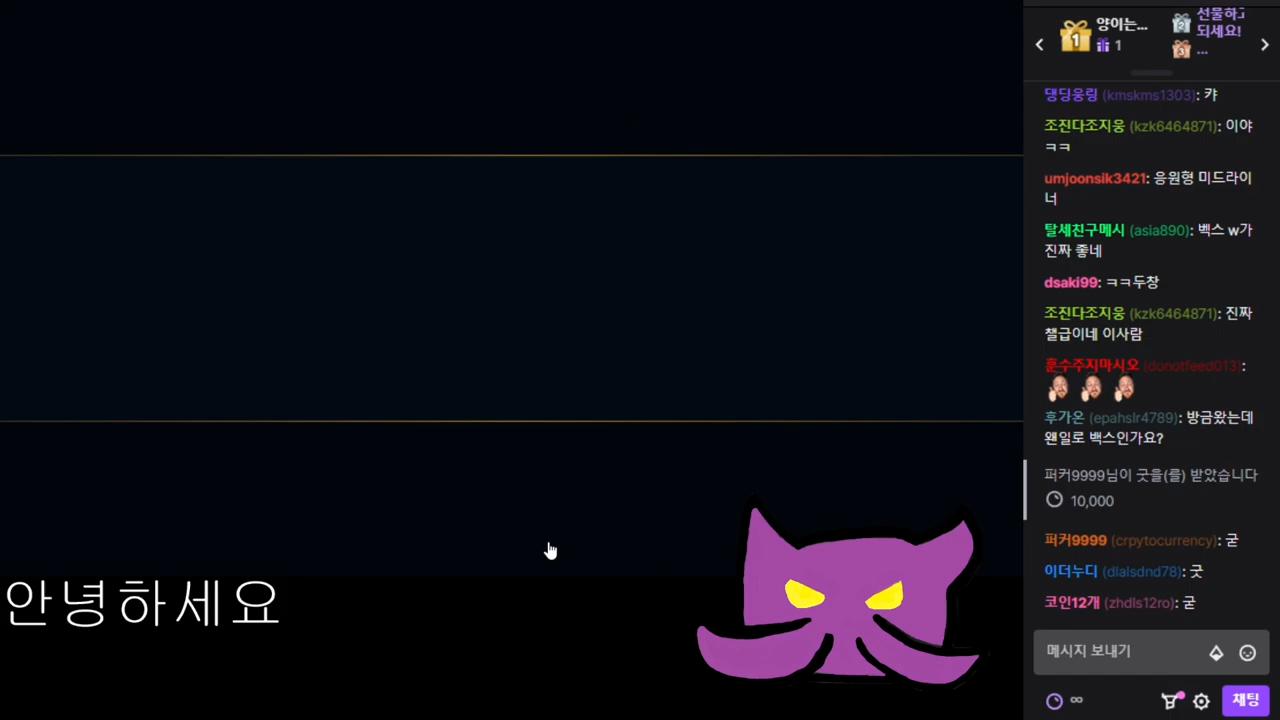 양이는...
1
1
2
선물하고
되세요!
3
...
댕딩웅링 (kmskms1303): 캬
조진다조지웅 (kzk6464871): 이야
ㅋㅋ
umjoonsik3421: 응원형 미드라이
너
탈세친구메시 (asia890): 벡스 w가
진짜 좋네
dsaki99: ㅋㅋ두창
조진다조지웅 (kzk6464871): 진짜
챌급이네 이사람
훈수주지마시오 (donotfeed013):
후가온 (epahslr4789): 방금왔는데
왠일로 백스인가요?
퍼커9999님이 굿을(를) 받았습니다
10,000
퍼커9999 (crpytocurrency): 굳
이더누디 (dlalsdnd78): 굿
코인12개 (zhdls12ro): 굳
안녕하세요
메시지 보내기
∞
채팅